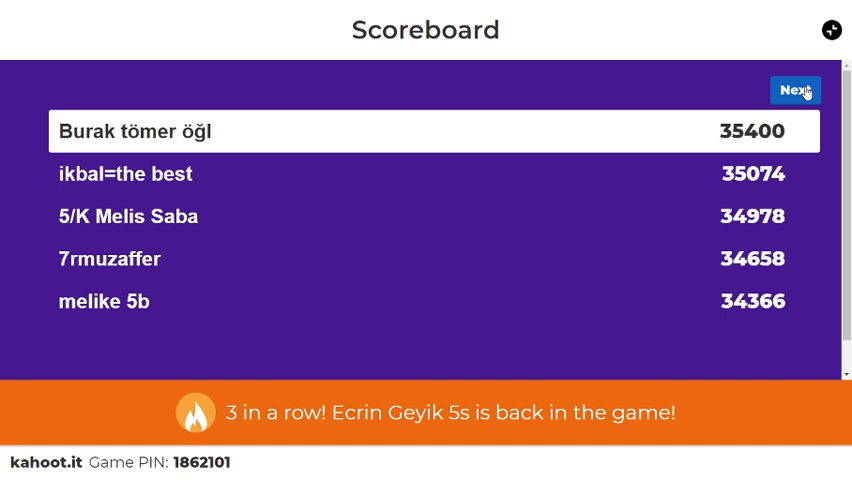 Scoreboard
Next
Burak tömer öğl 35400
ikbal=the best 35074
5/K Melis Saba 34978
7rmuzaffer 34658
melike 5b 34366
3 in a row! Ecrin Geyik 5s is back in the game!
kahoot.it Game PIN: 1862101